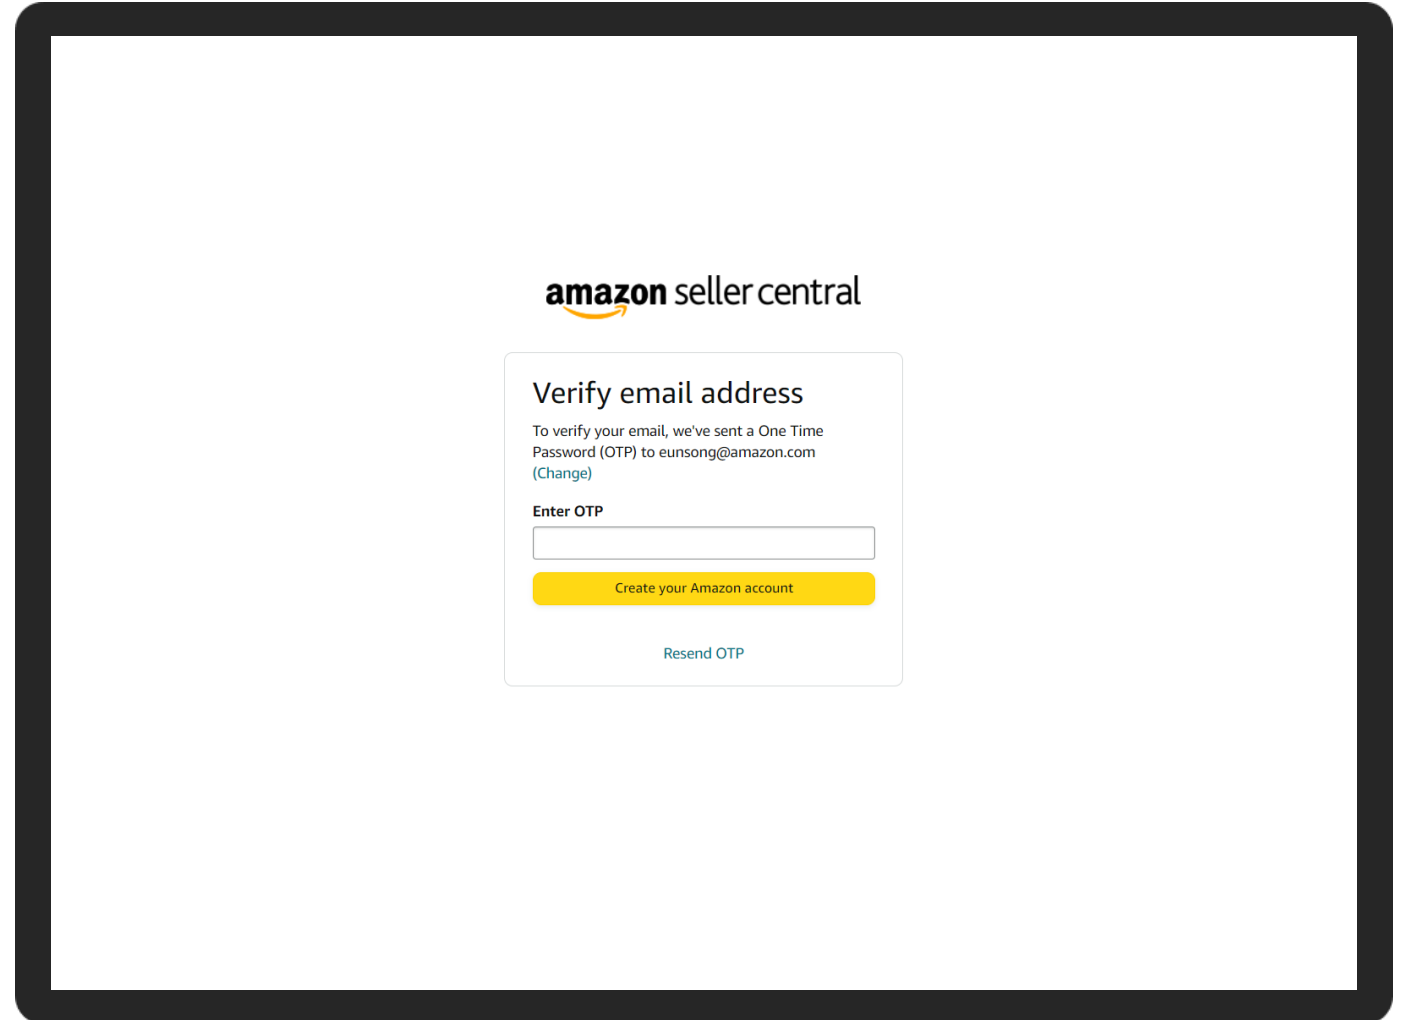 amazon seller central
Verify email address
To verify your email, we've sent a One Time
Password (OTP) to eunsong@amazon.com
(Change)
Enter OTP
Create your Amazon account
Resend OTP